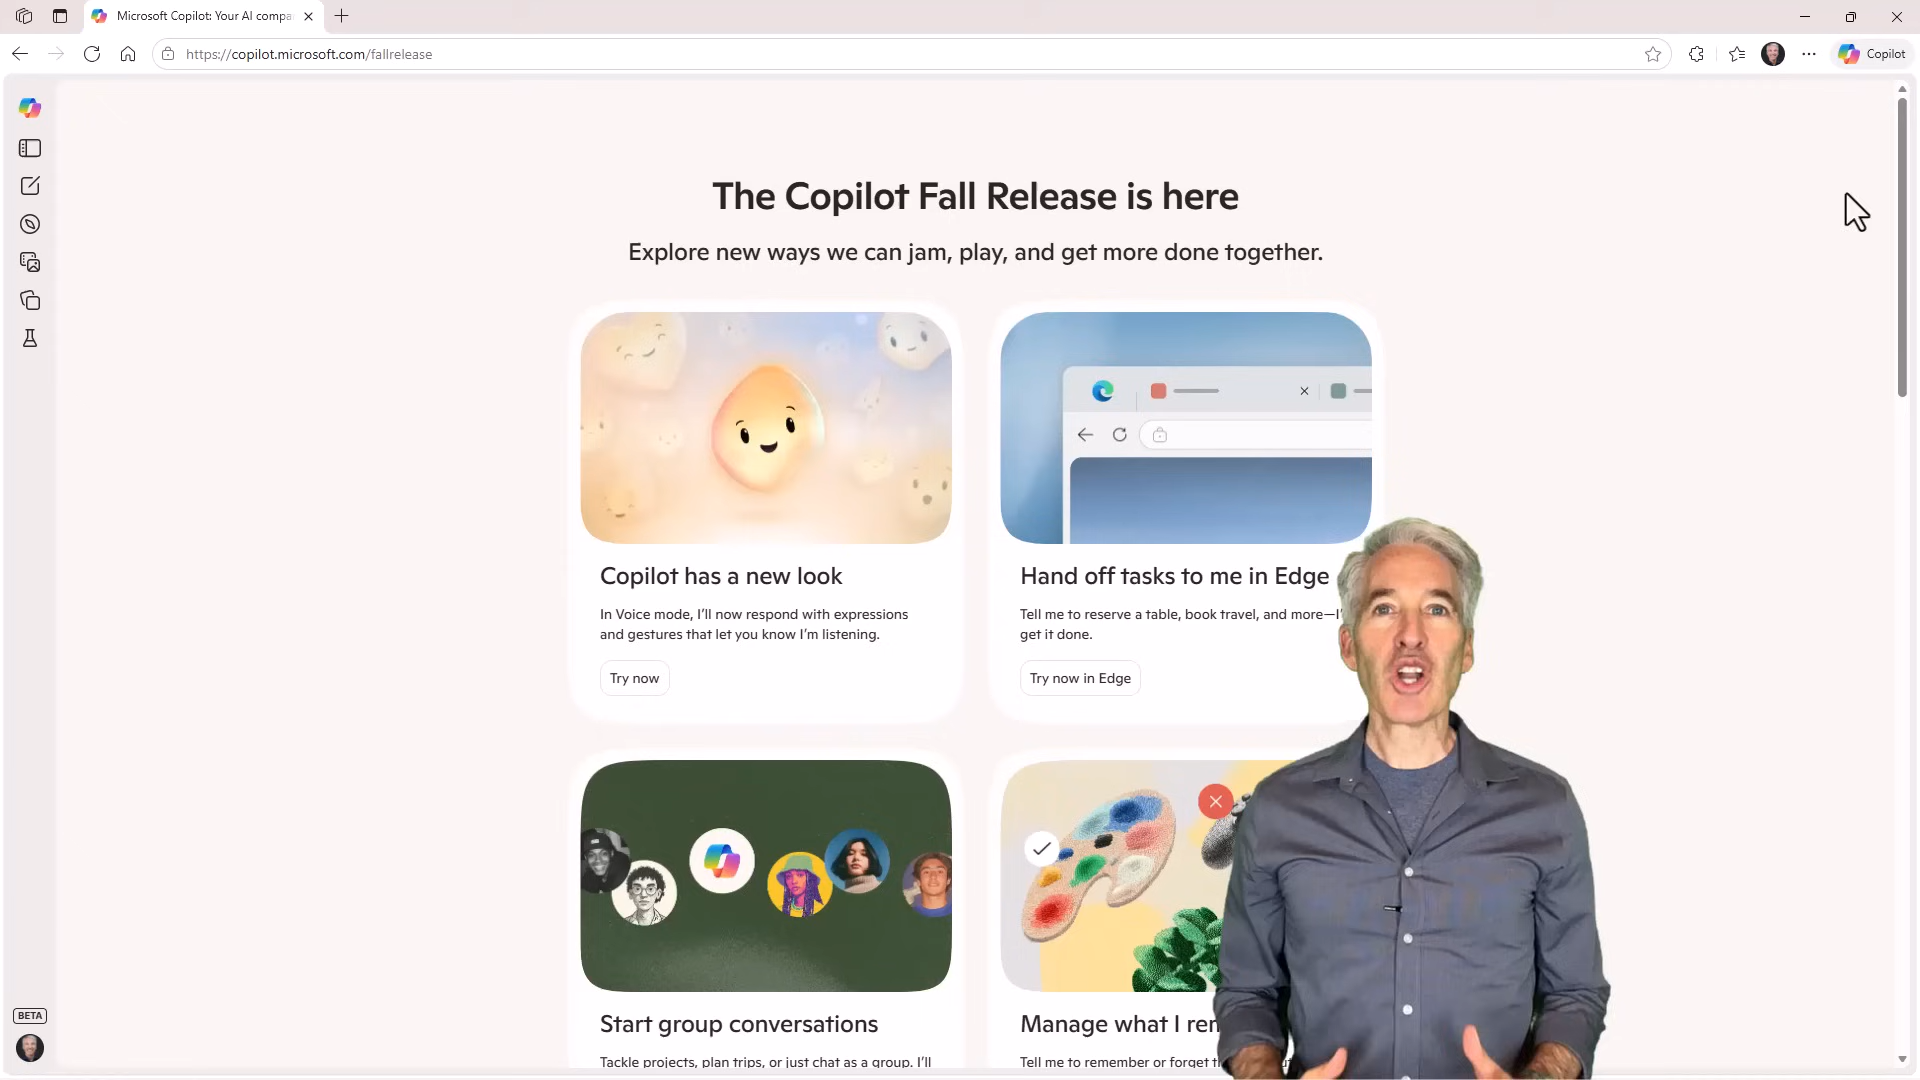 Microsoft Copilot: Your AI compa
https://copilot.microsoft.com/fallrelease
Copilot
The Copilot Fall Release is here
Explore new ways we can jam, play, and get more done together.
Copilot has a new look
In Voice mode, I'll now respond with expressions
and gestures that let you know I'm listening.
Try now
Hand off tasks to me in Edge
Tell me to reserve a table, book travel, and more—I'
get it done.
Try now in Edge
Start group conversations
Tackle projects, plan trips, or just chat as a group. I'll
Manage what I rem
Tell me to remember or forget
BETA